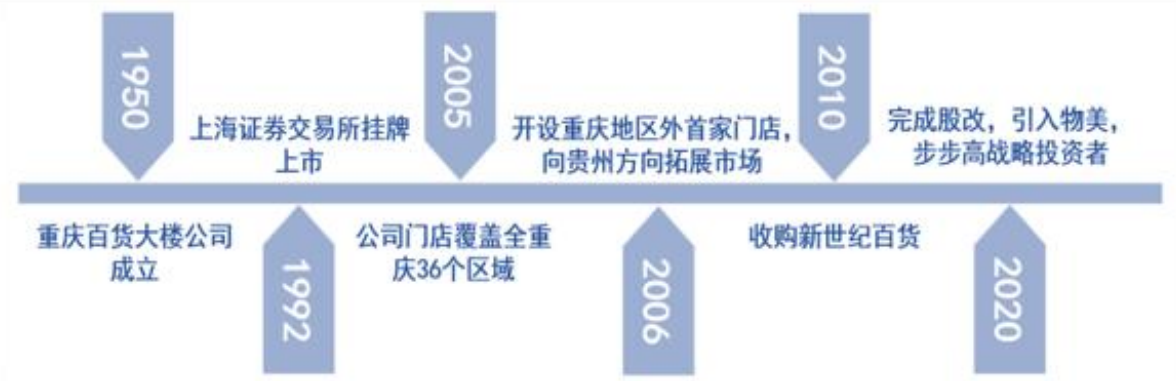 1950
重庆百货大楼公司
成立
1992
上海证券交易所挂牌
上市
2005
公司门店覆盖全重
庆36个区域
2006
开设重庆地区外首家门店，
向贵州方向拓展市场
2010
收购新世纪百货
2020
完成股改，引入物美，
步步高战略投资者